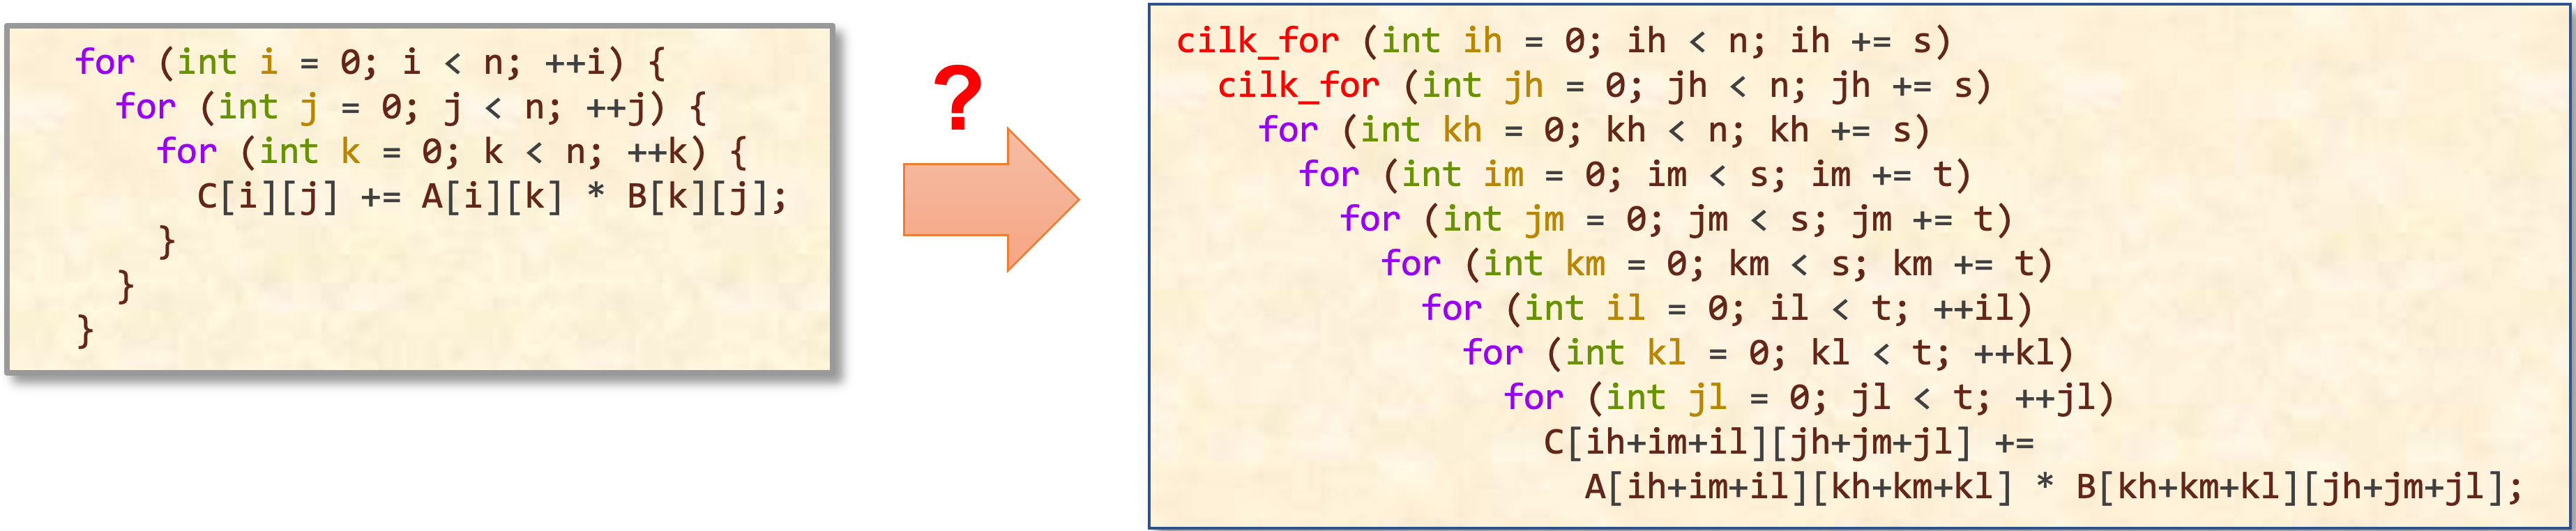 for (int i = 0; i < n; ++i) {
for (int j = 0; j < n; ++j) {
for (int k = 0; k < n; ++k) {
C[i][j] += A[i][k] * B[k][j];
}
}
}
?
cilk_for (int ih = 0; ih < n; ih += s)
cilk_for (int jh = 0; jh < n; jh += s)
for (int kh = 0; kh < n; kh += s)
for (int im = 0; im < s; im += t)
for (int jm = 0; jm < s; jm += t)
for (int km = 0; km < s; km += t)
for (int il = 0; il < t; ++il)
for (int kl = 0; kl < t; ++kl)
for (int jl = 0; jl < t; ++jl)
C[ih+im+il][jh+jm+jl] +=
A[ih+im+il][kh+km+kl] * B[kh+km+kl][jh+jm+jl];